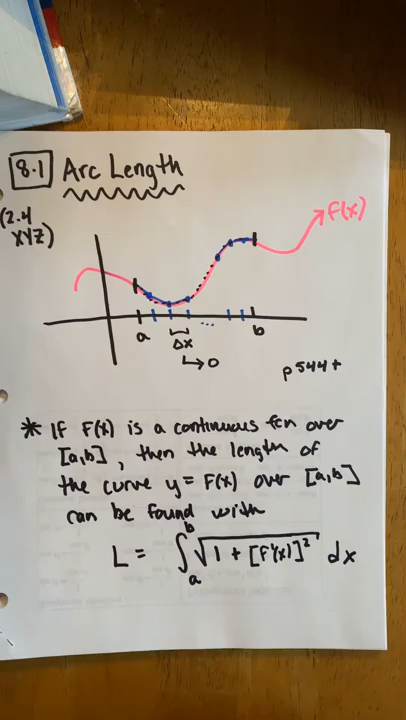 8.1 Arc Length
(2.4
XYZ)
F(x)
a
Δx
...
b
→ 0
p544+
* If F(x) is a continuous fcn over
[a,b], then the length of
the curve y = F(x) over [a,b]
can be found with
L = ∫ₐᵇ √(1 + [F'(x)]²) dx